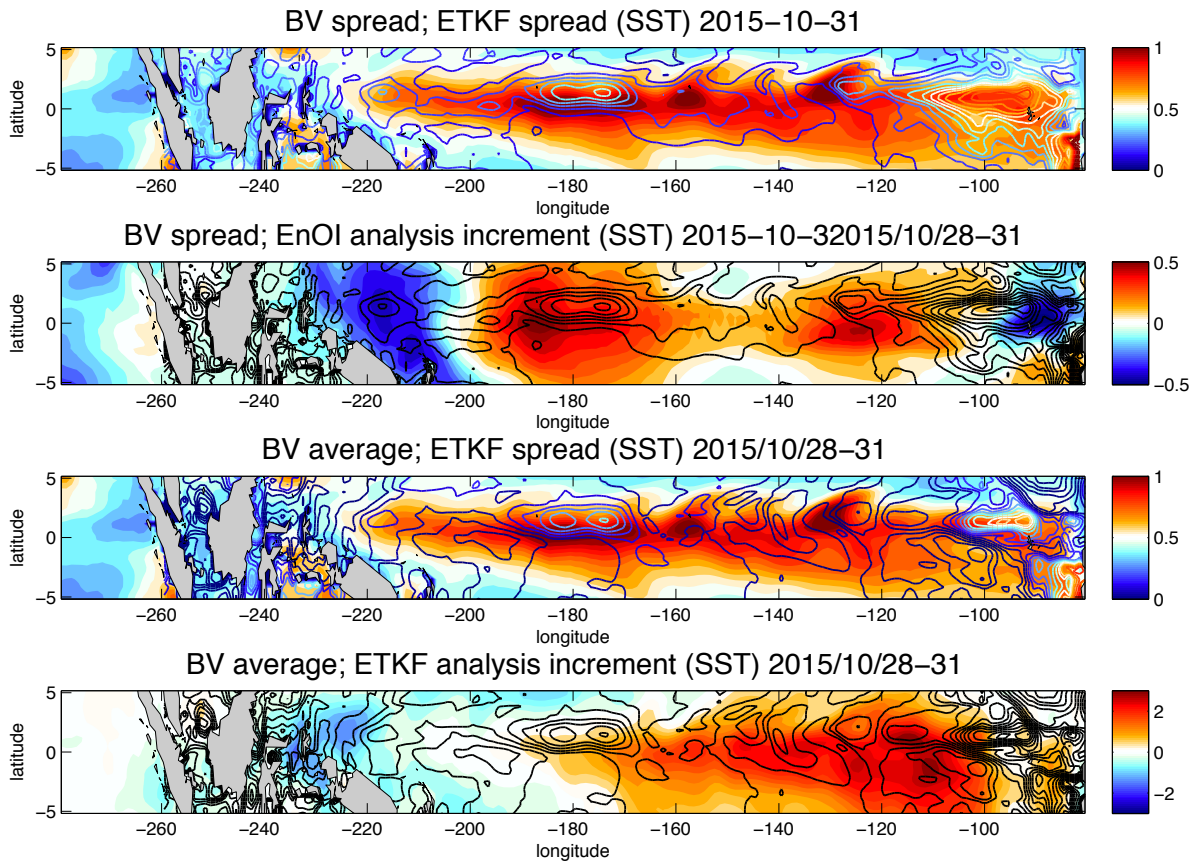 BV spread; ETKF spread (SST) 2015−10−31
latitude
5
0
−5
−260 −240 −220 −200 −180 −160 −140 −120 −100
longitude
1
0.5
0
BV spread; EnOI analysis increment (SST) 2015−10−32015/10/28−31
latitude
5
0
−5
−260 −240 −220 −200 −180 −160 −140 −120 −100
longitude
0.5
0
−0.5
BV average; ETKF spread (SST) 2015/10/28−31
latitude
5
0
−5
−260 −240 −220 −200 −180 −160 −140 −120 −100
longitude
1
0.5
0
BV average; ETKF analysis increment (SST) 2015/10/28−31
latitude
5
0
−5
−260 −240 −220 −200 −180 −160 −140 −120 −100
longitude
2
0
−2